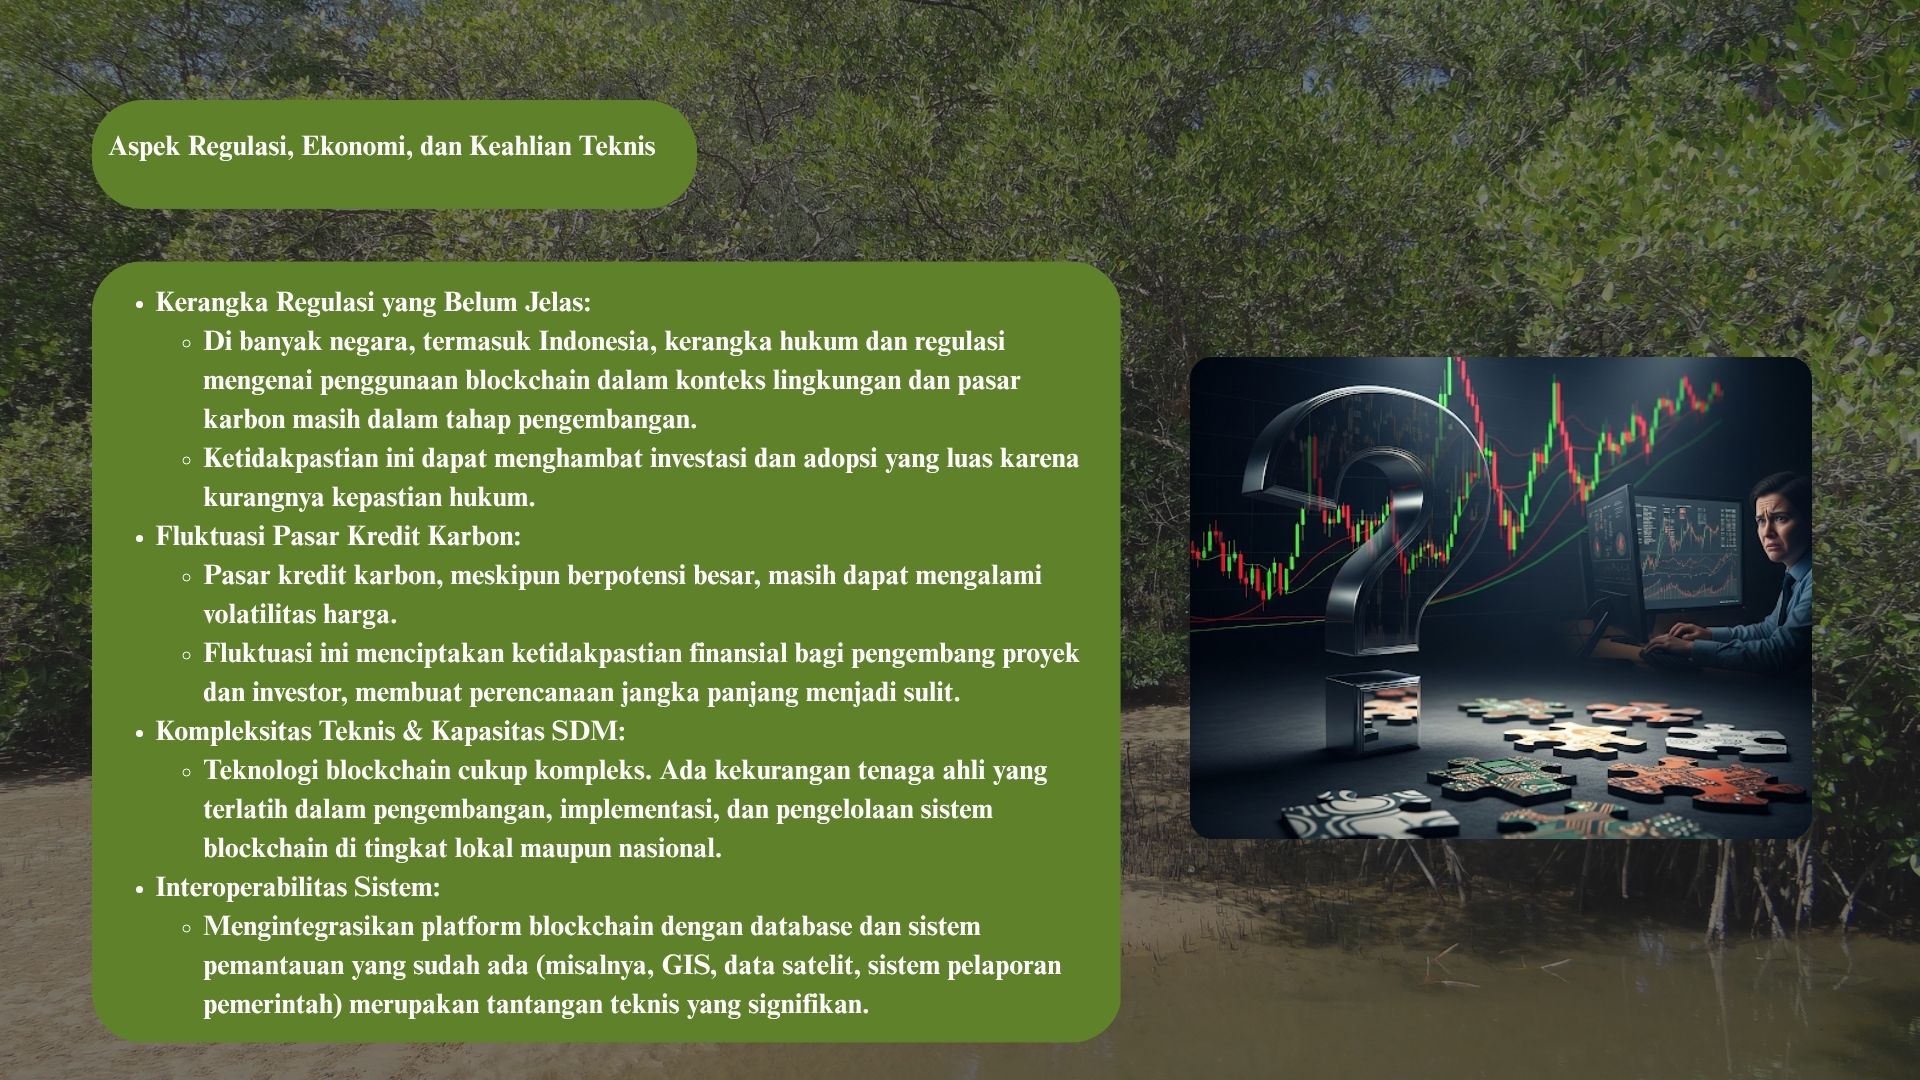 Aspek Regulasi, Ekonomi, dan Keahlian Teknis
• Kerangka Regulasi yang Belum Jelas:
◦ Di banyak negara, termasuk Indonesia, kerangka hukum dan regulasi
mengenai penggunaan blockchain dalam konteks lingkungan dan pasar
karbon masih dalam tahap pengembangan.
◦ Ketidakpastian ini dapat menghambat investasi dan adopsi yang luas karena
kurangnya kepastian hukum.
• Fluktuasi Pasar Kredit Karbon:
◦ Pasar kredit karbon, meskipun berpotensi besar, masih dapat mengalami
volatilitas harga.
◦ Fluktuasi ini menciptakan ketidakpastian finansial bagi pengembang proyek
dan investor, membuat perencanaan jangka panjang menjadi sulit.
• Kompleksitas Teknis & Kapasitas SDM:
◦ Teknologi blockchain cukup kompleks. Ada kekurangan tenaga ahli yang
terlatih dalam pengembangan, implementasi, dan pengelolaan sistem
blockchain di tingkat lokal maupun nasional.
• Interoperabilitas Sistem:
◦ Mengintegrasikan platform blockchain dengan database dan sistem
pemantauan yang sudah ada (misalnya, GIS, data satelit, sistem pelaporan
pemerintah) merupakan tantangan teknis yang signifikan.
?